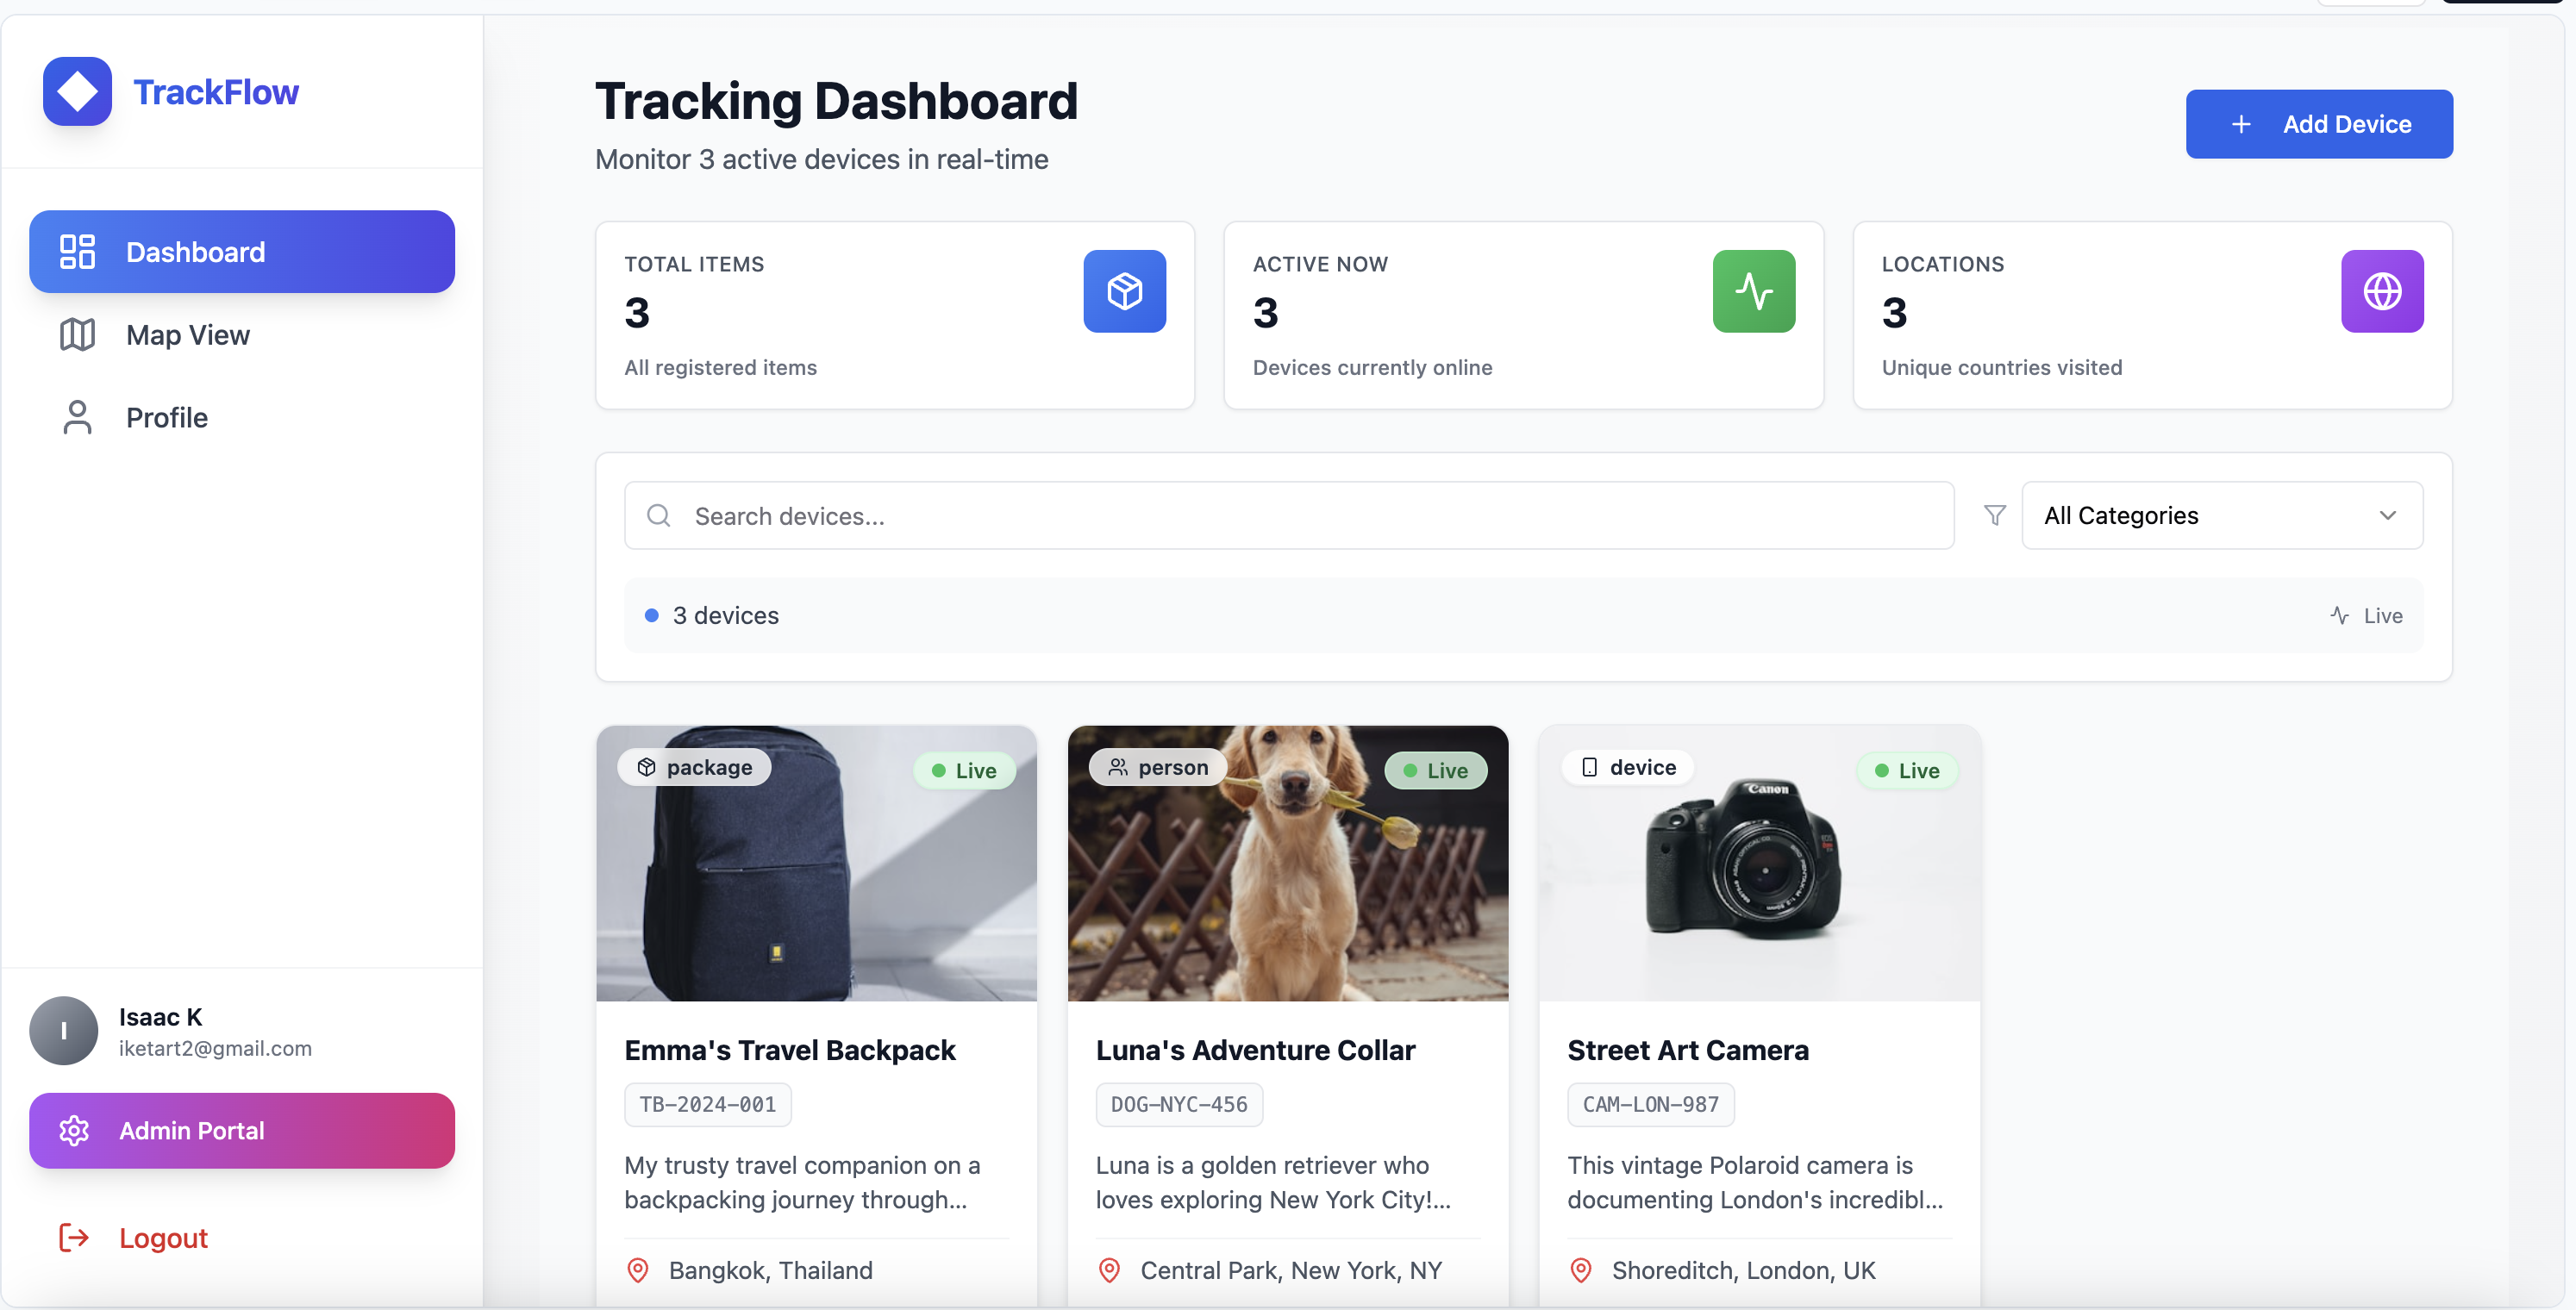 TrackFlow
Dashboard
Map View
Profile
Isaac K
I
iketart2@gmail.com
Admin Portal
Logout
Tracking Dashboard
Monitor 3 active devices in real-time
Add Device
TOTAL ITEMS
3
All registered items
ACTIVE NOW
3
Devices currently online
LOCATIONS
3
Unique countries visited
Search devices...
All Categories
3 devices
Live
package
Live
Emma's Travel Backpack
TB-2024-001
My trusty travel companion on a
backpacking journey through...
Bangkok, Thailand
person
Live
Luna's Adventure Collar
DOG-NYC-456
Luna is a golden retriever who
loves exploring New York City!...
Central Park, New York, NY
device
Live
Canon
Street Art Camera
CAM-LON-987
This vintage Polaroid camera is
documenting London's incredibl...
Shoreditch, London, UK